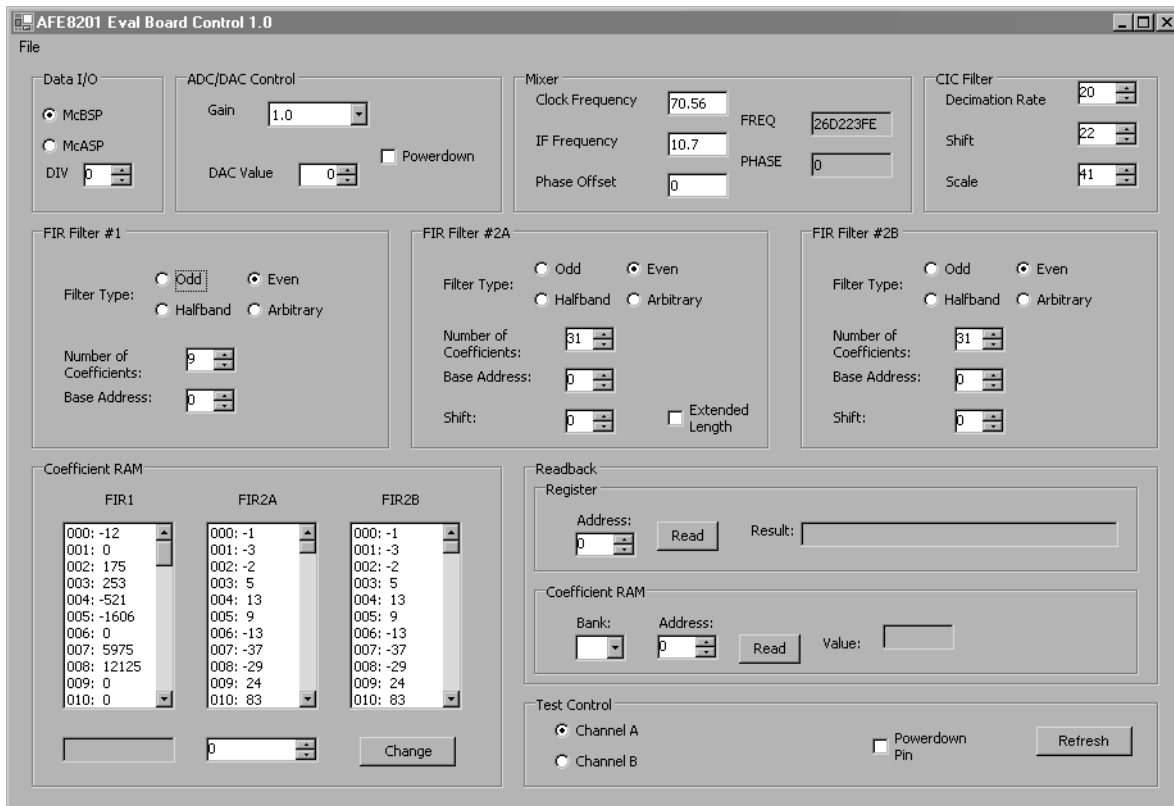 AFE8201 Eval Board Control 1.0
File
Data I/O
McBSP
McASP
DIV 0
ADC/DAC Control
Gain 1.0
Powerdown
DAC Value 0
Mixer
Clock Frequency 70.56
IF Frequency 10.7
Phase Offset 0
FREQ 26D223FE
PHASE 0
CIC Filter
Decimation Rate 20
Shift 22
Scale 41
FIR Filter #1
Filter Type:
Odd Even
Halfband Arbitrary
Number of
Coefficients: 9
Base Address: 0
FIR Filter #2A
Filter Type:
Odd Even
Halfband Arbitrary
Number of
Coefficients: 31
Base Address: 0
Shift: 0
Extended
Length
FIR Filter #2B
Filter Type:
Odd Even
Halfband Arbitrary
Number of
Coefficients: 31
Base Address: 0
Shift: 0
Coefficient RAM
FIR1
000: -12
001: 0
002: 175
003: 253
004: -521
005: -1606
006: 0
007: 5975
008: 12125
009: 0
010: 0
FIR2A
000: -1
001: -3
002: -2
003: 5
004: 13
005: 9
006: -13
007: -37
008: -29
009: 24
010: 83
FIR2B
000: -1
001: -3
002: -2
003: 5
004: 13
005: 9
006: -13
007: -37
008: -29
009: 24
010: 83
0
Change
Readback
Register
Address:
0
Read
Result:
Coefficient RAM
Bank:
Address:
0
Read
Value:
Test Control
Channel A
Channel B
Powerdown
Pin
Refresh